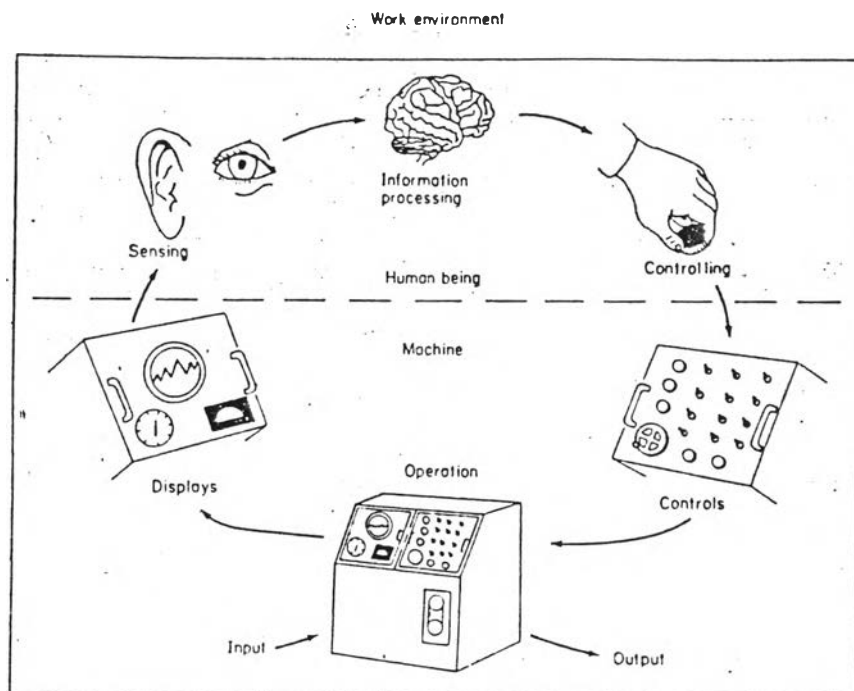 Work environment
Information
processing
Sensing
Controlling
Human being
Machine
Operation
Displays
Controls
Input
Output